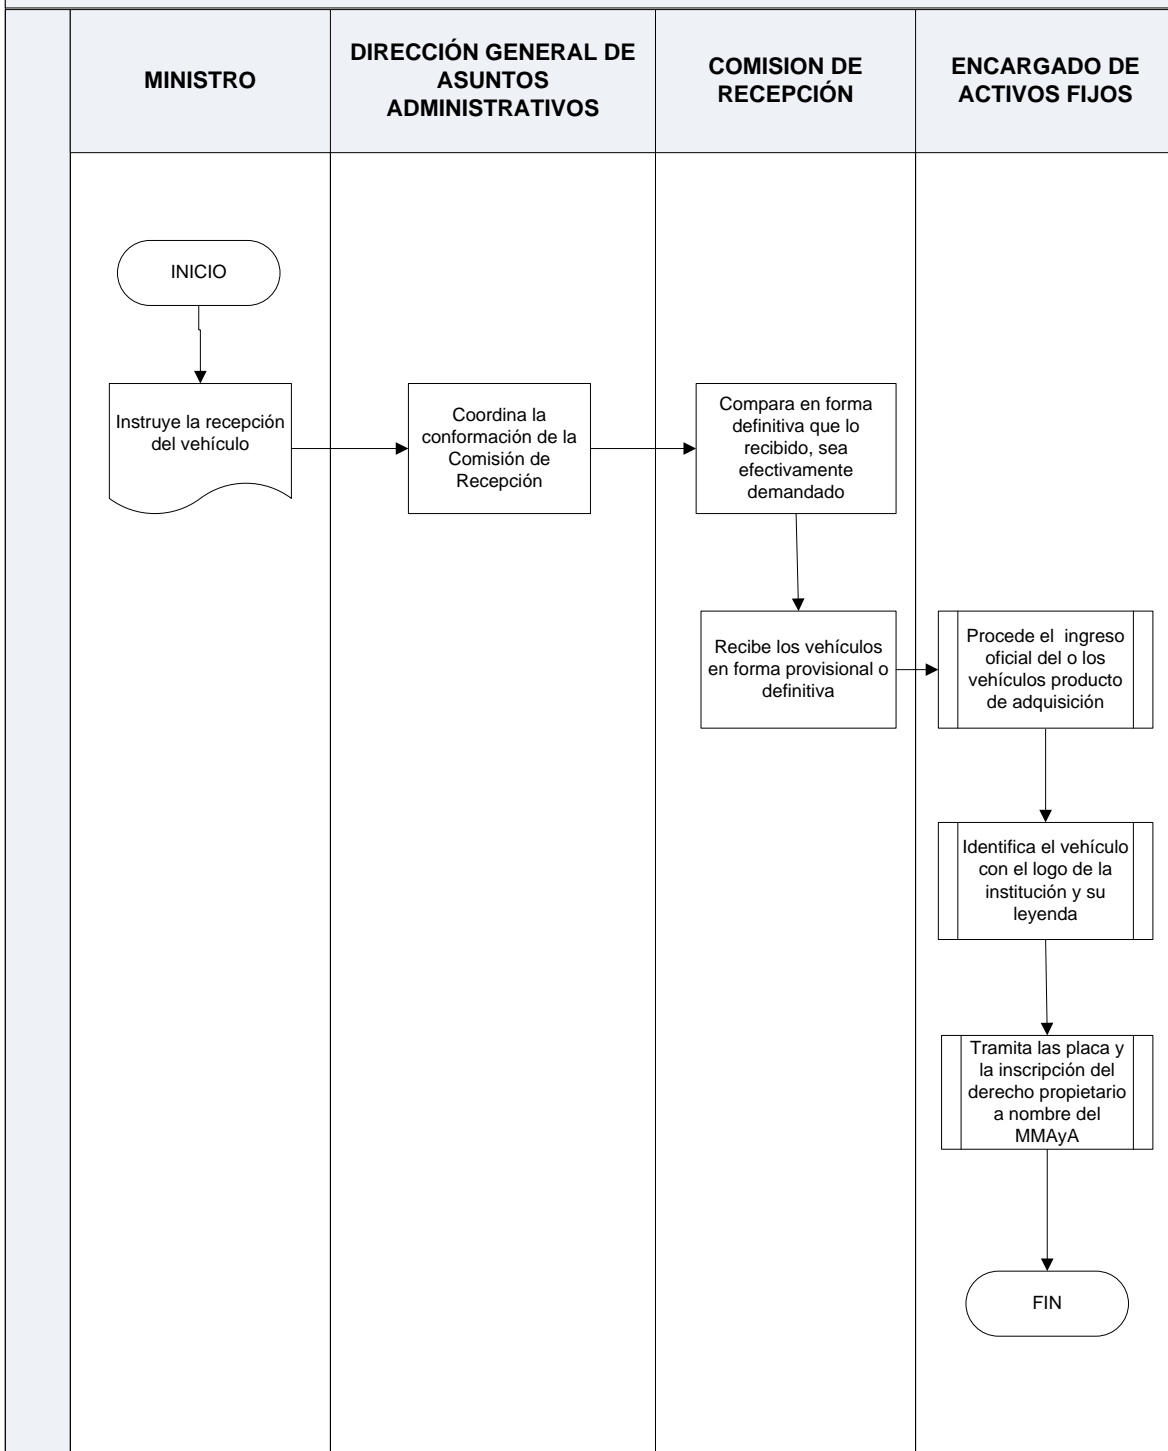 MINISTRO
DIRECCIÓN GENERAL DE
ASUNTOS
ADMINISTRATIVOS
COMISION DE
RECEPCIÓN
ENCARGADO DE
ACTIVOS FIJOS
INICIO
Instruye la recepción
del vehículo
Coordina la
conformación de la
Comisión de
Recepción
Compara en forma
definitiva que lo
recibido, sea
efectivamente
demandado
Recibe los vehículos
en forma provisional o
definitiva
Procede el  ingreso
oficial del o los
vehículos producto
de adquisición
Identifica el vehículo
con el logo de la
institución y su
leyenda
Tramita las placa y
la inscripción del
derecho propietario
a nombre del
MMAyA
FIN